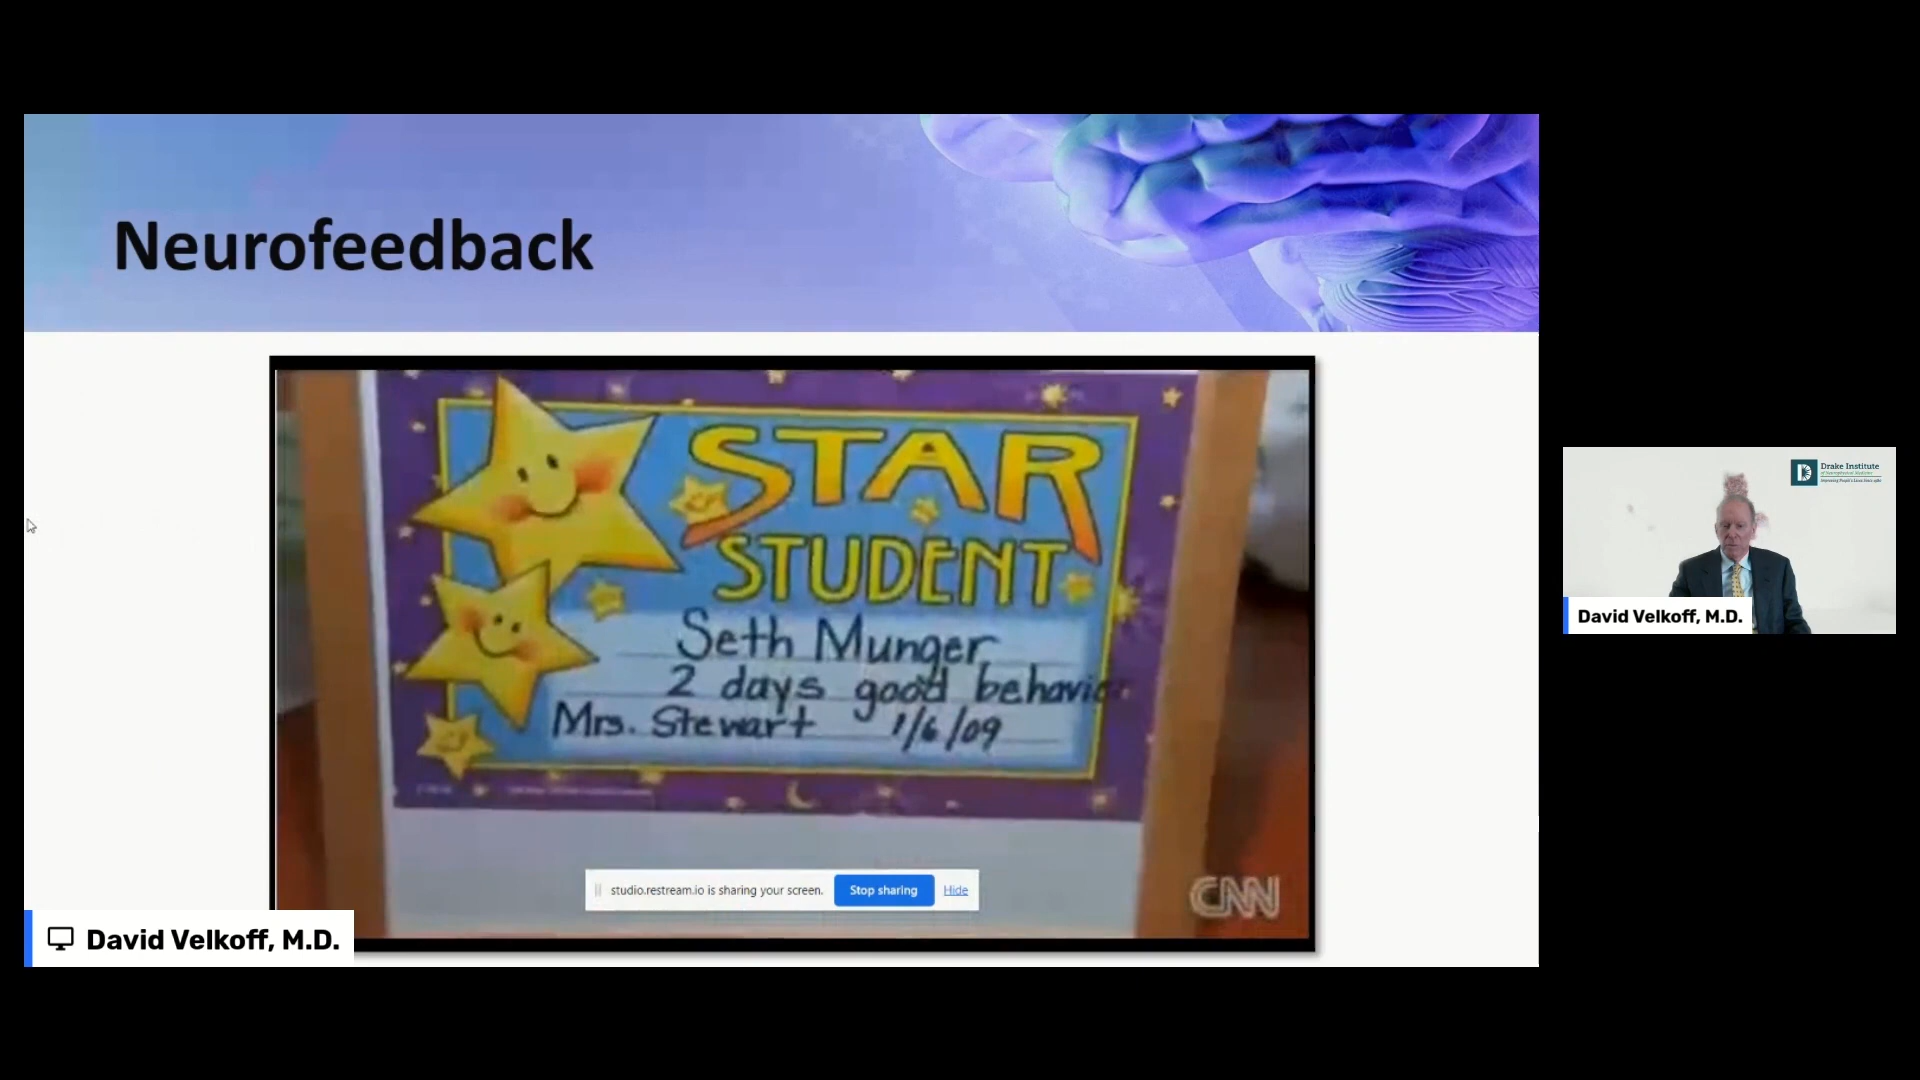 Neurofeedback
STAR
STUDENT
Seth Munger
2 days good behavior
Mrs. Stewart 1/6/09
studio.restream.io is sharing your screen.
Stop sharing
Hide
CNN
David Velkoff, M.D.
Drake Institute
David Velkoff, M.D.